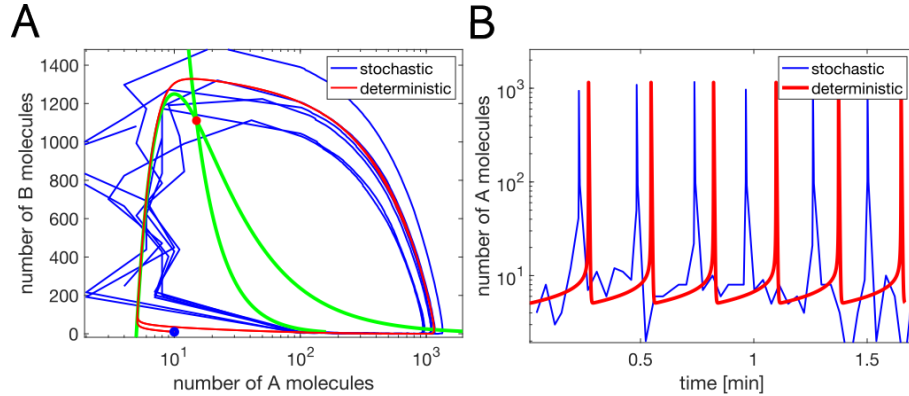 A
number of B molecules
1400
1200
1000
800
600
400
200
0
stochastic
deterministic
10^1
10^2
10^3
number of A molecules
B
number of A molecules
10^3
10^2
10^1
stochastic
deterministic
0.5
1
1.5
time [min]